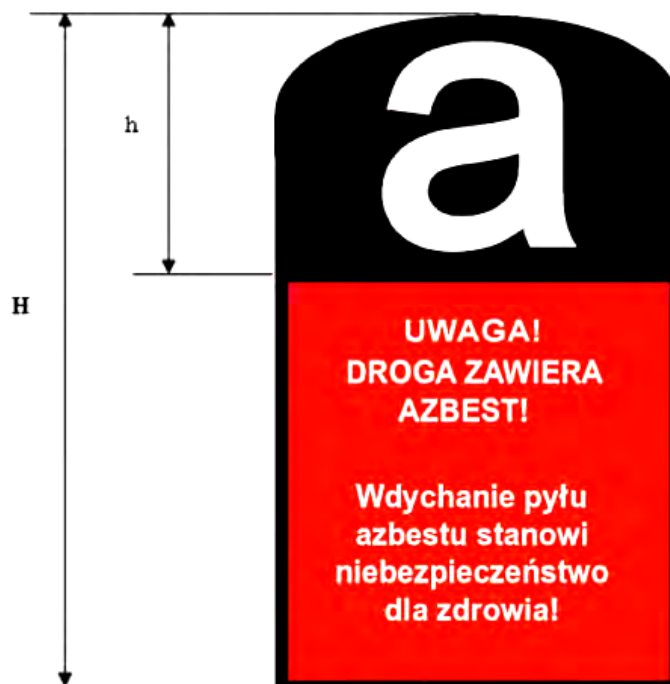 h
H
a
UWAGA!
DROGA ZAWIERA
AZBEST!
Wdychanie pyłu
azbestu stanowi
niebezpieczeństwo
dla zdrowia!